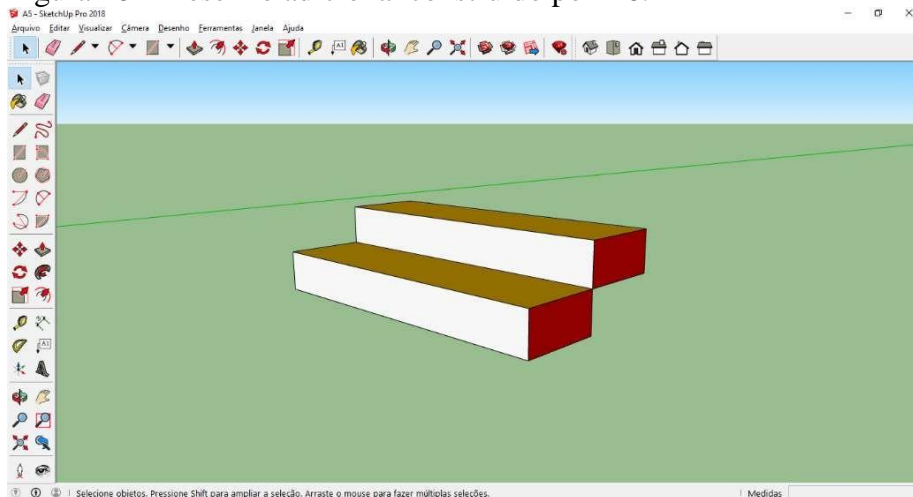 A5 - SketchUp Pro 2018
Arquivo Editar Visualizar Câmera Desenho Ferramentas Janela Ajuda
Selecione objetos. Pressione Shift para ampliar a seleção. Arraste o mouse para fazer múltiplas seleções.
Medidas